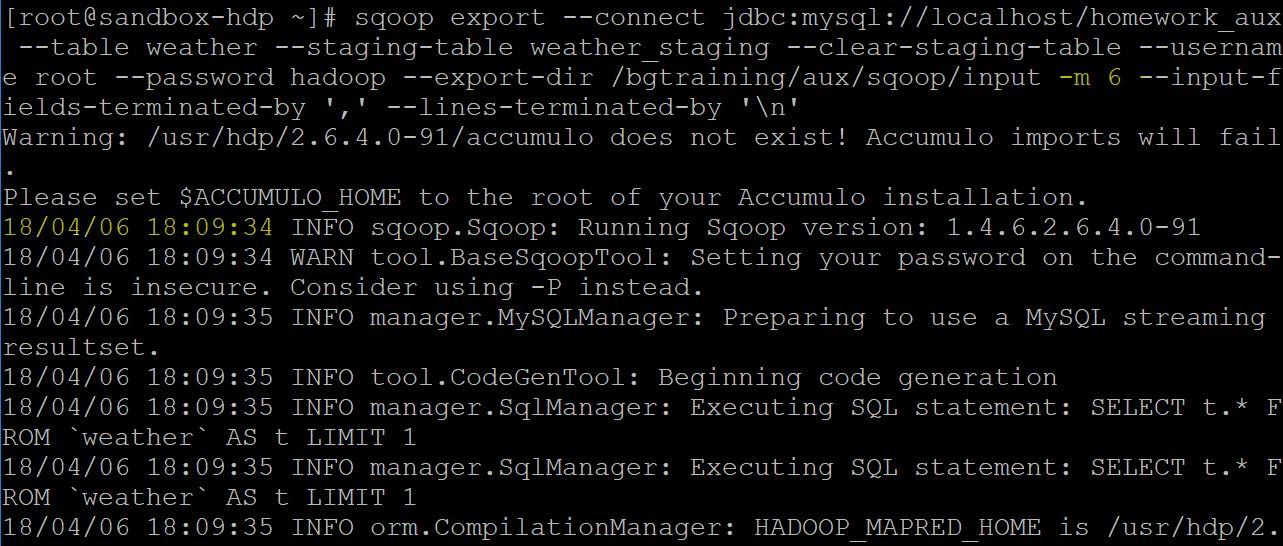 [root@sandbox-hdp ~]# sqoop export --connect jdbc:mysql://localhost/homework_aux
 --table weather --staging-table weather_staging --clear-staging-table --usernam
e root --password hadoop --export-dir /bgtraining/aux/sqoop/input -m 6 --input-f
ields-terminated-by ',' --lines-terminated-by '\n'
Warning: /usr/hdp/2.6.4.0-91/accumulo does not exist! Accumulo imports will fail
.
Please set $ACCUMULO_HOME to the root of your Accumulo installation.
18/04/06 18:09:34 INFO sqoop.Sqoop: Running Sqoop version: 1.4.6.2.6.4.0-91
18/04/06 18:09:34 WARN tool.BaseSqoopTool: Setting your password on the command-
line is insecure. Consider using -P instead.
18/04/06 18:09:35 INFO manager.MySQLManager: Preparing to use a MySQL streaming
resultset.
18/04/06 18:09:35 INFO tool.CodeGenTool: Beginning code generation
18/04/06 18:09:35 INFO manager.SqlManager: Executing SQL statement: SELECT t.* F
ROM `weather` AS t LIMIT 1
18/04/06 18:09:35 INFO manager.SqlManager: Executing SQL statement: SELECT t.* F
ROM `weather` AS t LIMIT 1
18/04/06 18:09:35 INFO orm.CompilationManager: HADOOP_MAPRED_HOME is /usr/hdp/2.